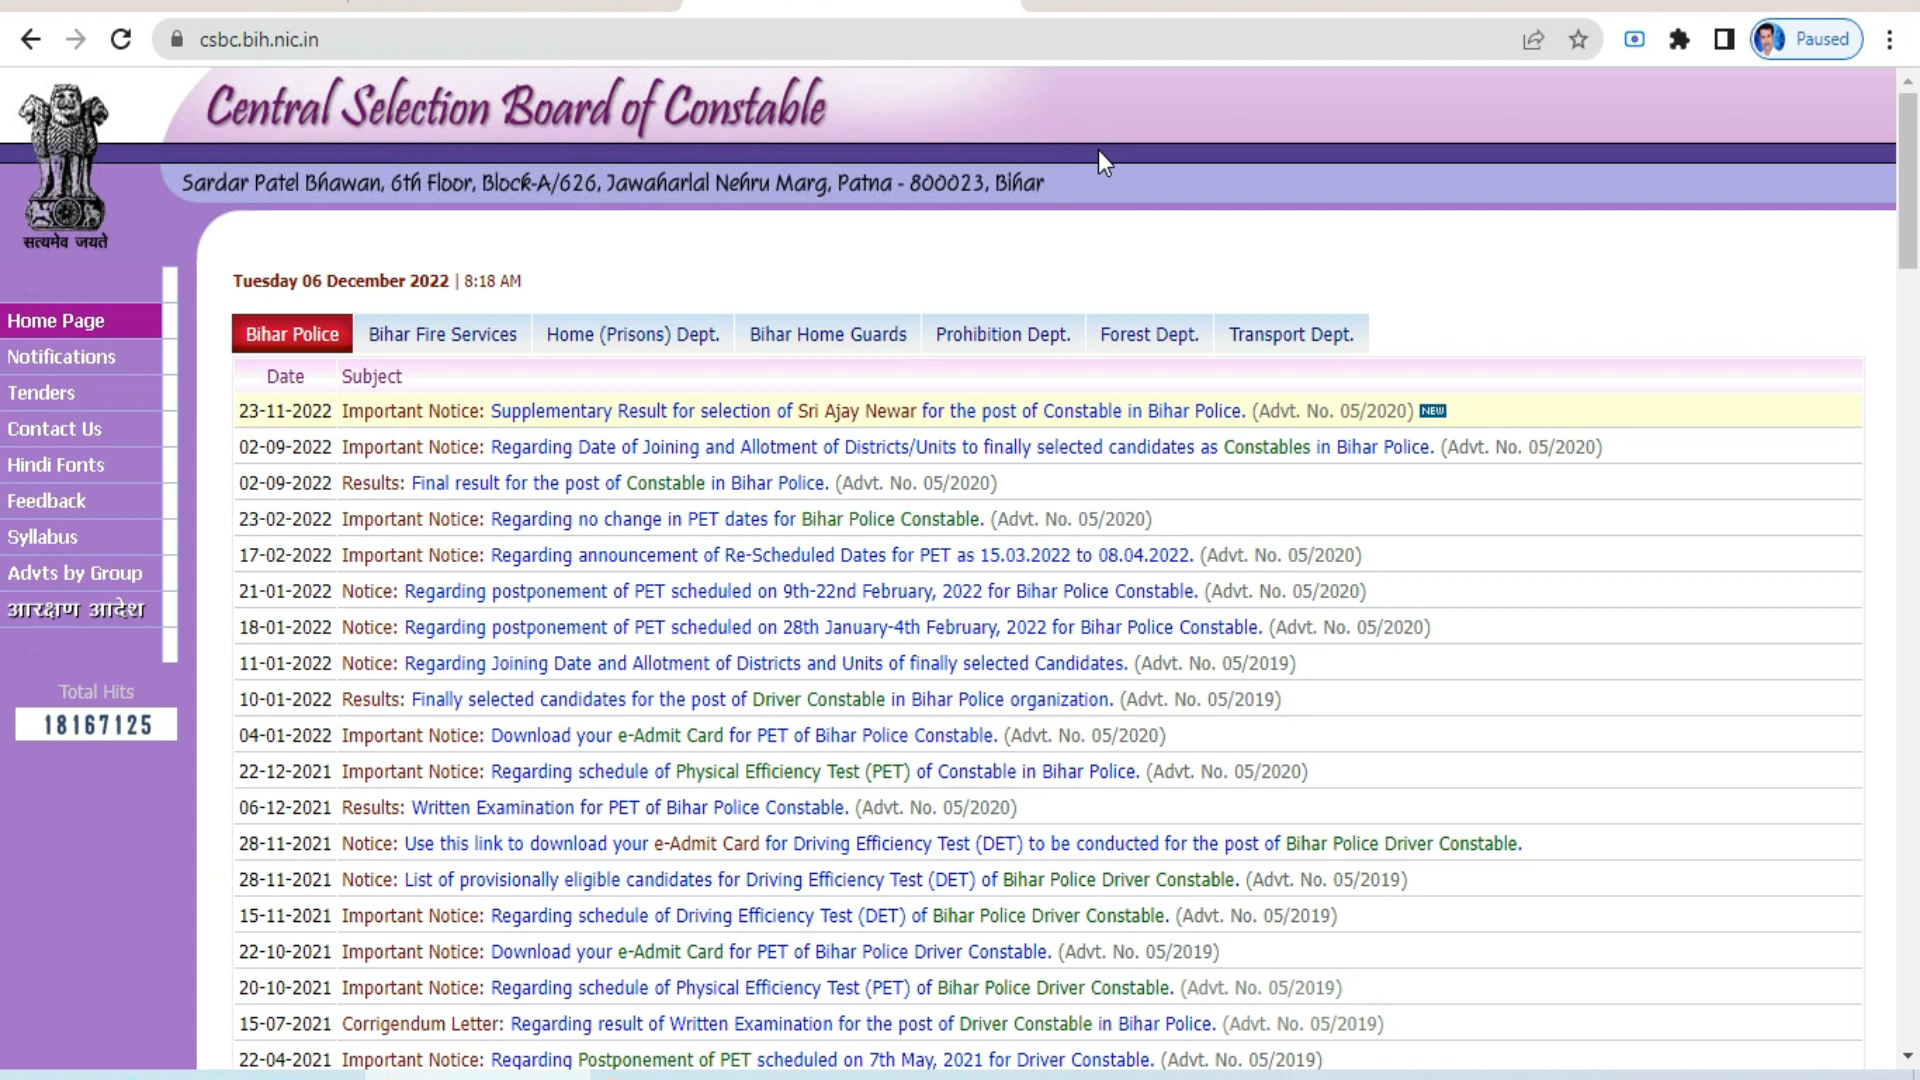 csbc.bih.nic.in
Paused
Central Selection Board of Constable
Sardar Patel Bhawan, 6th Floor, Block-A/626, Jawaharlal Nehru Marg, Patna - 800023, Bihar
सत्यमेव जयते
Tuesday 06 December 2022 | 8:18 AM
Home Page
Notifications
Tenders
Contact Us
Hindi Fonts
Feedback
Syllabus
Advts by Group
आरक्षण आदेश
Total Hits
18167125
Bihar Police Bihar Fire Services Home (Prisons) Dept. Bihar Home Guards Prohibition Dept. Forest Dept. Transport Dept.
Date Subject
23-11-2022 Important Notice: Supplementary Result for selection of Sri Ajay Newar for the post of Constable in Bihar Police. (Advt. No. 05/2020) NEW
02-09-2022 Important Notice: Regarding Date of Joining and Allotment of Districts/Units to finally selected candidates as Constables in Bihar Police. (Advt. No. 05/2020)
02-09-2022 Results: Final result for the post of Constable in Bihar Police. (Advt. No. 05/2020)
23-02-2022 Important Notice: Regarding no change in PET dates for Bihar Police Constable. (Advt. No. 05/2020)
17-02-2022 Important Notice: Regarding announcement of Re-Scheduled Dates for PET as 15.03.2022 to 08.04.2022. (Advt. No. 05/2020)
21-01-2022 Notice: Regarding postponement of PET scheduled on 9th-22nd February, 2022 for Bihar Police Constable. (Advt. No. 05/2020)
18-01-2022 Notice: Regarding postponement of PET scheduled on 28th January-4th February, 2022 for Bihar Police Constable. (Advt. No. 05/2020)
11-01-2022 Notice: Regarding Joining Date and Allotment of Districts and Units of finally selected Candidates. (Advt. No. 05/2019)
10-01-2022 Results: Finally selected candidates for the post of Driver Constable in Bihar Police organization. (Advt. No. 05/2019)
04-01-2022 Important Notice: Download your e-Admit Card for PET of Bihar Police Constable. (Advt. No. 05/2020)
22-12-2021 Important Notice: Regarding schedule of Physical Efficiency Test (PET) of Constable in Bihar Police. (Advt. No. 05/2020)
06-12-2021 Results: Written Examination for PET of Bihar Police Constable. (Advt. No. 05/2020)
28-11-2021 Notice: Use this link to download your e-Admit Card for Driving Efficiency Test (DET) to be conducted for the post of Bihar Police Driver Constable.
28-11-2021 Notice: List of provisionally eligible candidates for Driving Efficiency Test (DET) of Bihar Police Driver Constable. (Advt. No. 05/2019)
15-11-2021 Important Notice: Regarding schedule of Driving Efficiency Test (DET) of Bihar Police Driver Constable. (Advt. No. 05/2019)
22-10-2021 Important Notice: Download your e-Admit Card for PET of Bihar Police Driver Constable. (Advt. No. 05/2019)
20-10-2021 Important Notice: Regarding schedule of Physical Efficiency Test (PET) of Bihar Police Driver Constable. (Advt. No. 05/2019)
15-07-2021 Corrigendum Letter: Regarding result of Written Examination for the post of Driver Constable in Bihar Police. (Advt. No. 05/2019)
22-04-2021 Important Notice: Regarding Postponement of PET scheduled on 7th May, 2021 for Driver Constable. (Advt. No. 05/2019)